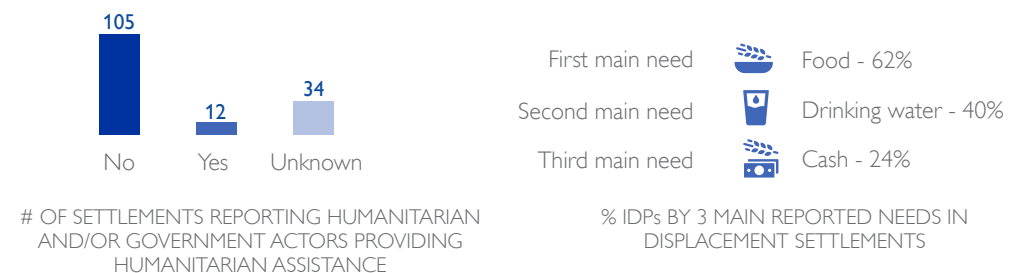 105
12
34
No
Yes
Unknown
# OF SETTLEMENTS REPORTING HUMANITARIAN
AND/OR GOVERNMENT ACTORS PROVIDING
HUMANITARIAN ASSISTANCE
First main need
Food - 62%
Second main need
Drinking water - 40%
Third main need
Cash - 24%
% IDPs BY 3 MAIN REPORTED NEEDS IN
DISPLACEMENT SETTLEMENTS